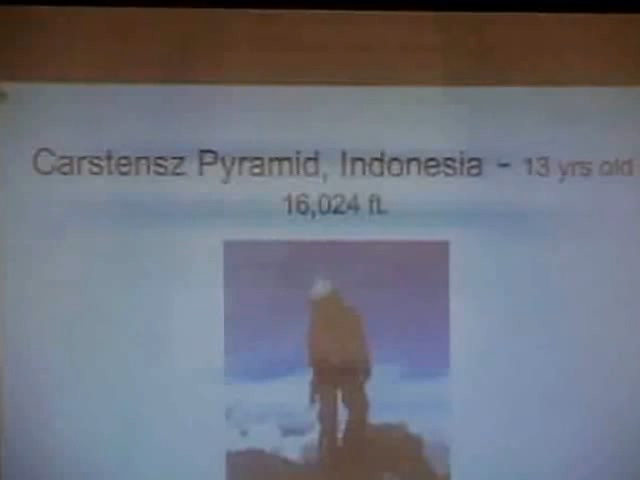 Carstensz Pyramid, Indonesia - 13 yrs old
16,024 ft.